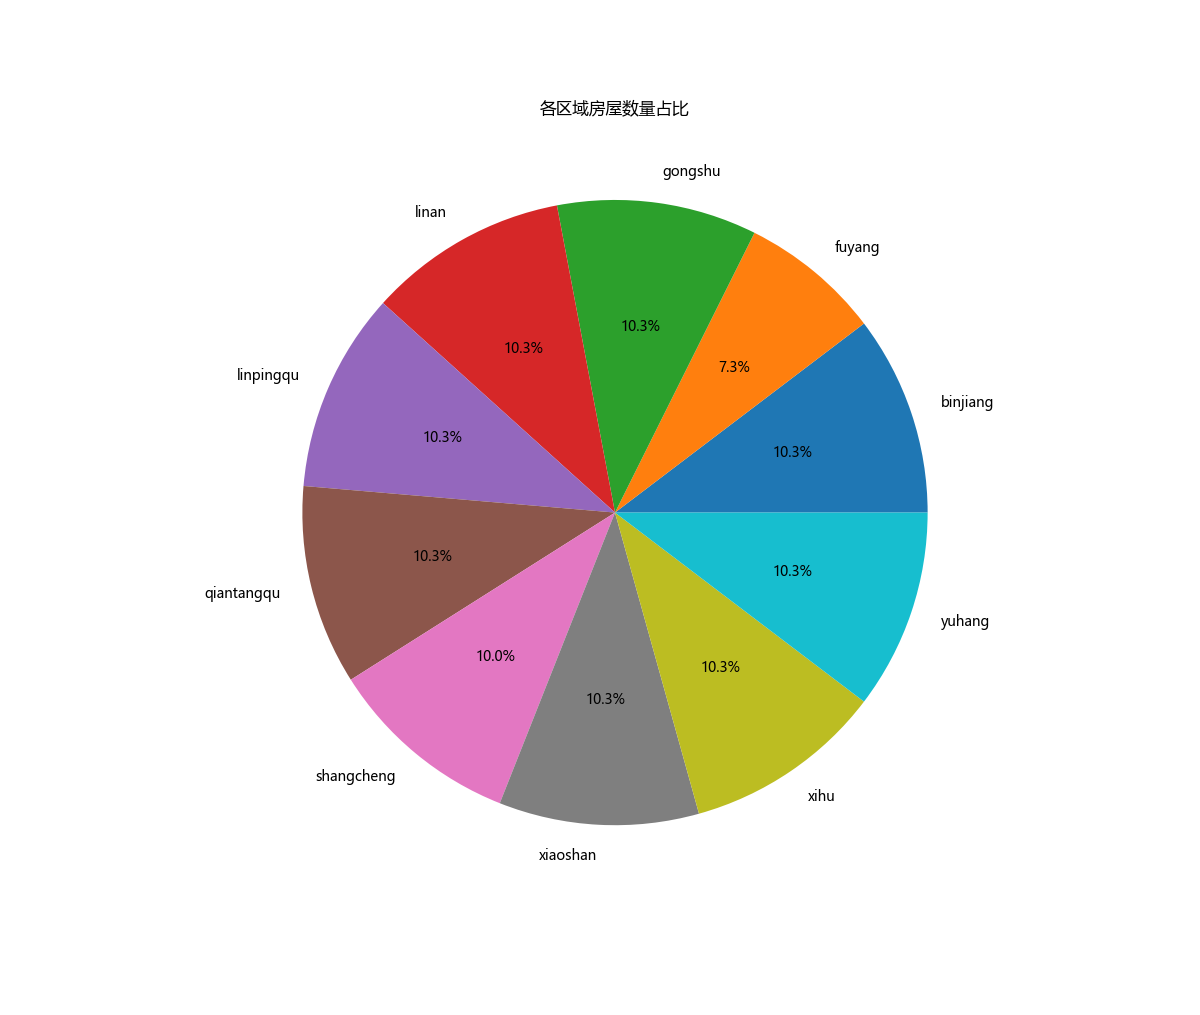 各区域房屋数量占比
gongshu
linan
fuyang
10.3%
10.3%
7.3%
linpingqu
binjiang
10.3%
10.3%
10.3%
10.3%
qiantangqu
yuhang
10.0%
10.3%
10.3%
shangcheng
xihu
xiaoshan